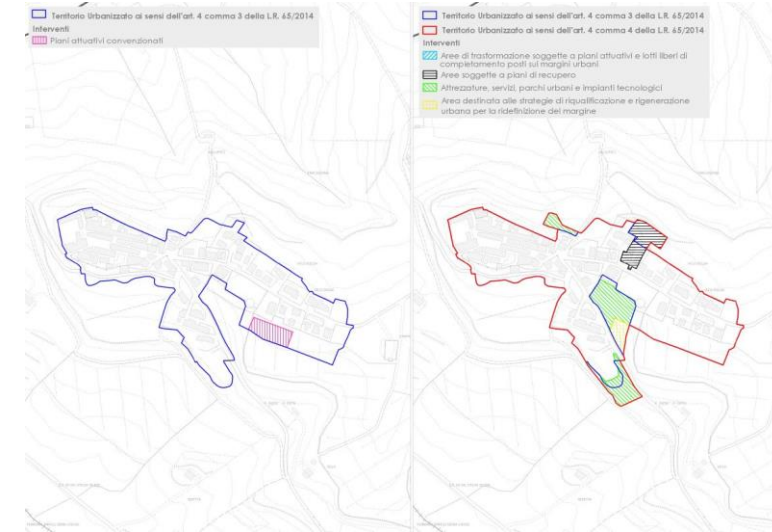 Territorio Urbanizzato ai sensi dell'art. 4 comma 3 della L.R. 65/2014
Interventi
Piani attuativi convenzionati
Territorio Urbanizzato ai sensi dell'art. 4 comma 3 della L.R. 65/2014
Territorio Urbanizzato ai sensi dell'art. 4 comma 4 della L.R. 65/2014
Interventi
Aree di trasformazione soggette a piani attuativi e lotti liberi di
completamento posti sui margini urbani
Aree soggette a piani di recupero
Attrezzature, servizi, parchi urbani e impianti tecnologici
Area destinata alle strategie di riqualificazione e rigenerazione
urbana per la ridefinizione del margine